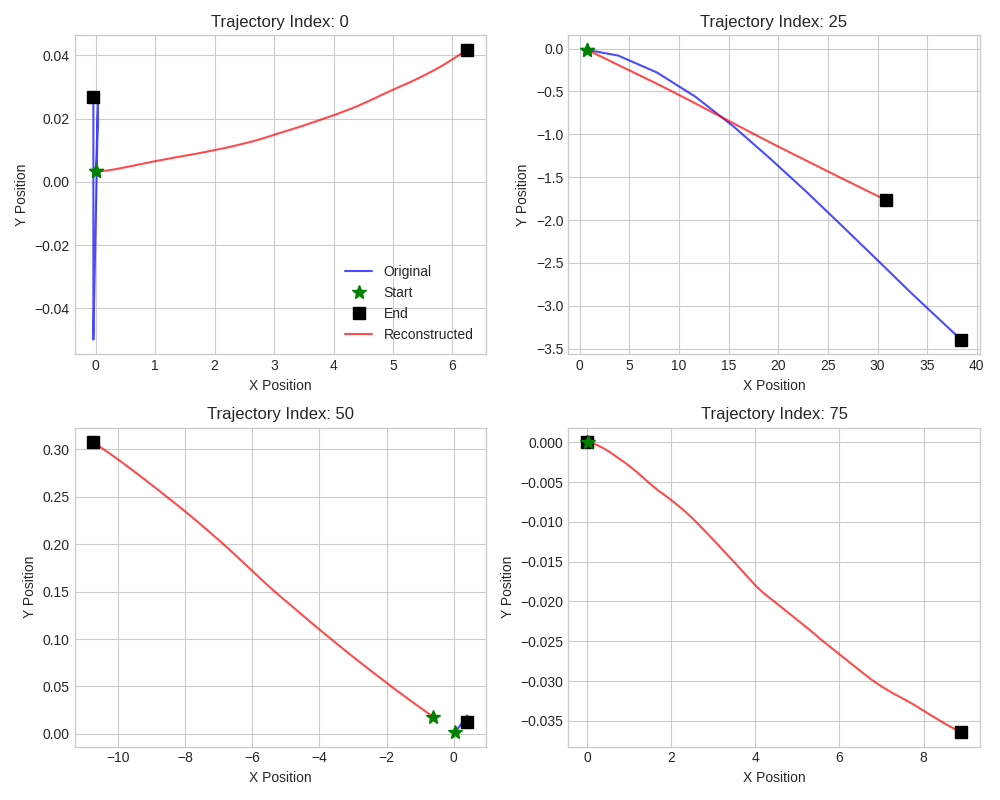 Trajectory Index: 0
0.04
0.02
0.00
−0.02
−0.04
Y Position
0 1 2 3 4 5 6
X Position
Original
Start
End
Reconstructed
Trajectory Index: 25
0.0
−0.5
−1.0
−1.5
−2.0
−2.5
−3.0
−3.5
Y Position
0 5 10 15 20 25 30 35 40
X Position
Trajectory Index: 50
0.30
0.25
0.20
0.15
0.10
0.05
0.00
Y Position
−10 −8 −6 −4 −2 0
X Position
Trajectory Index: 75
0.000
−0.005
−0.010
−0.015
−0.020
−0.025
−0.030
−0.035
Y Position
0 2 4 6 8
X Position